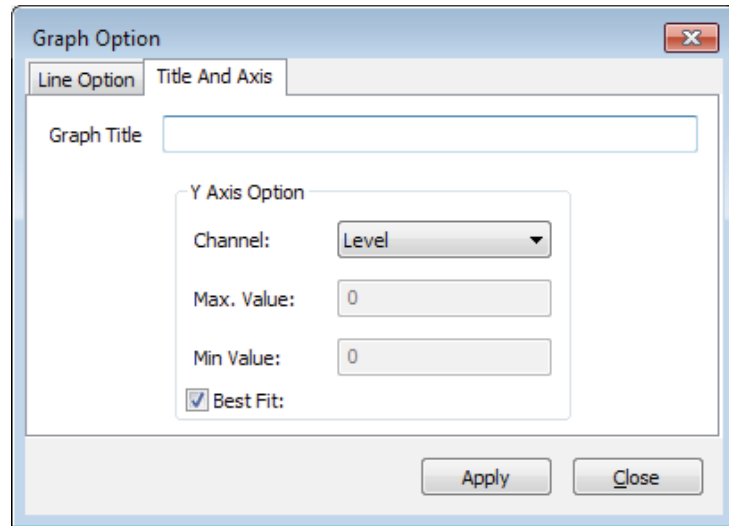 Graph Option
Line Option Title And Axis
Graph Title
Y Axis Option
Channel: Level
Max. Value: 0
Min Value: 0
Best Fit:
Apply Close